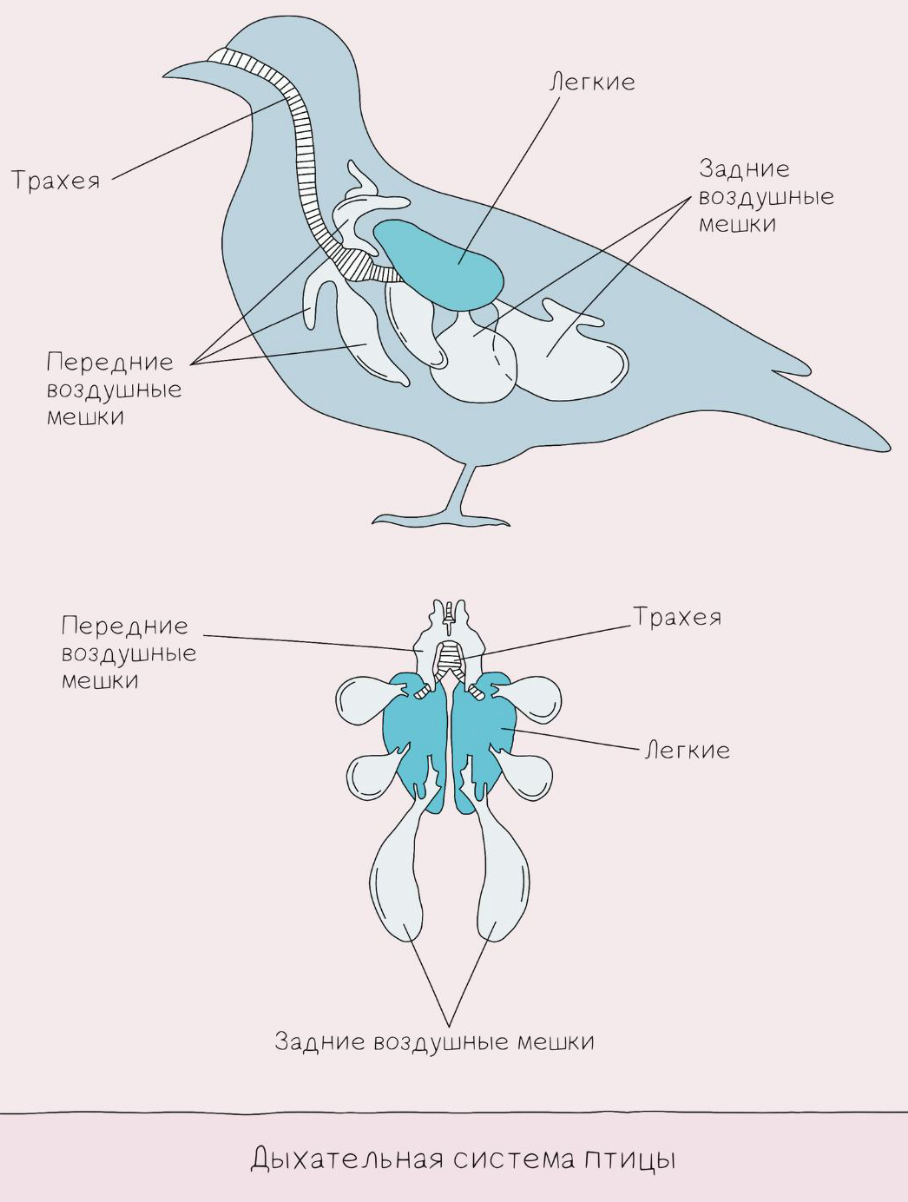 Легкие
Трахея
Задние
воздушные
мешки
Передние
воздушные
мешки
Передние
воздушные
мешки
Трахея
Легкие
Задние воздушные мешки
Дыхательная система птицы